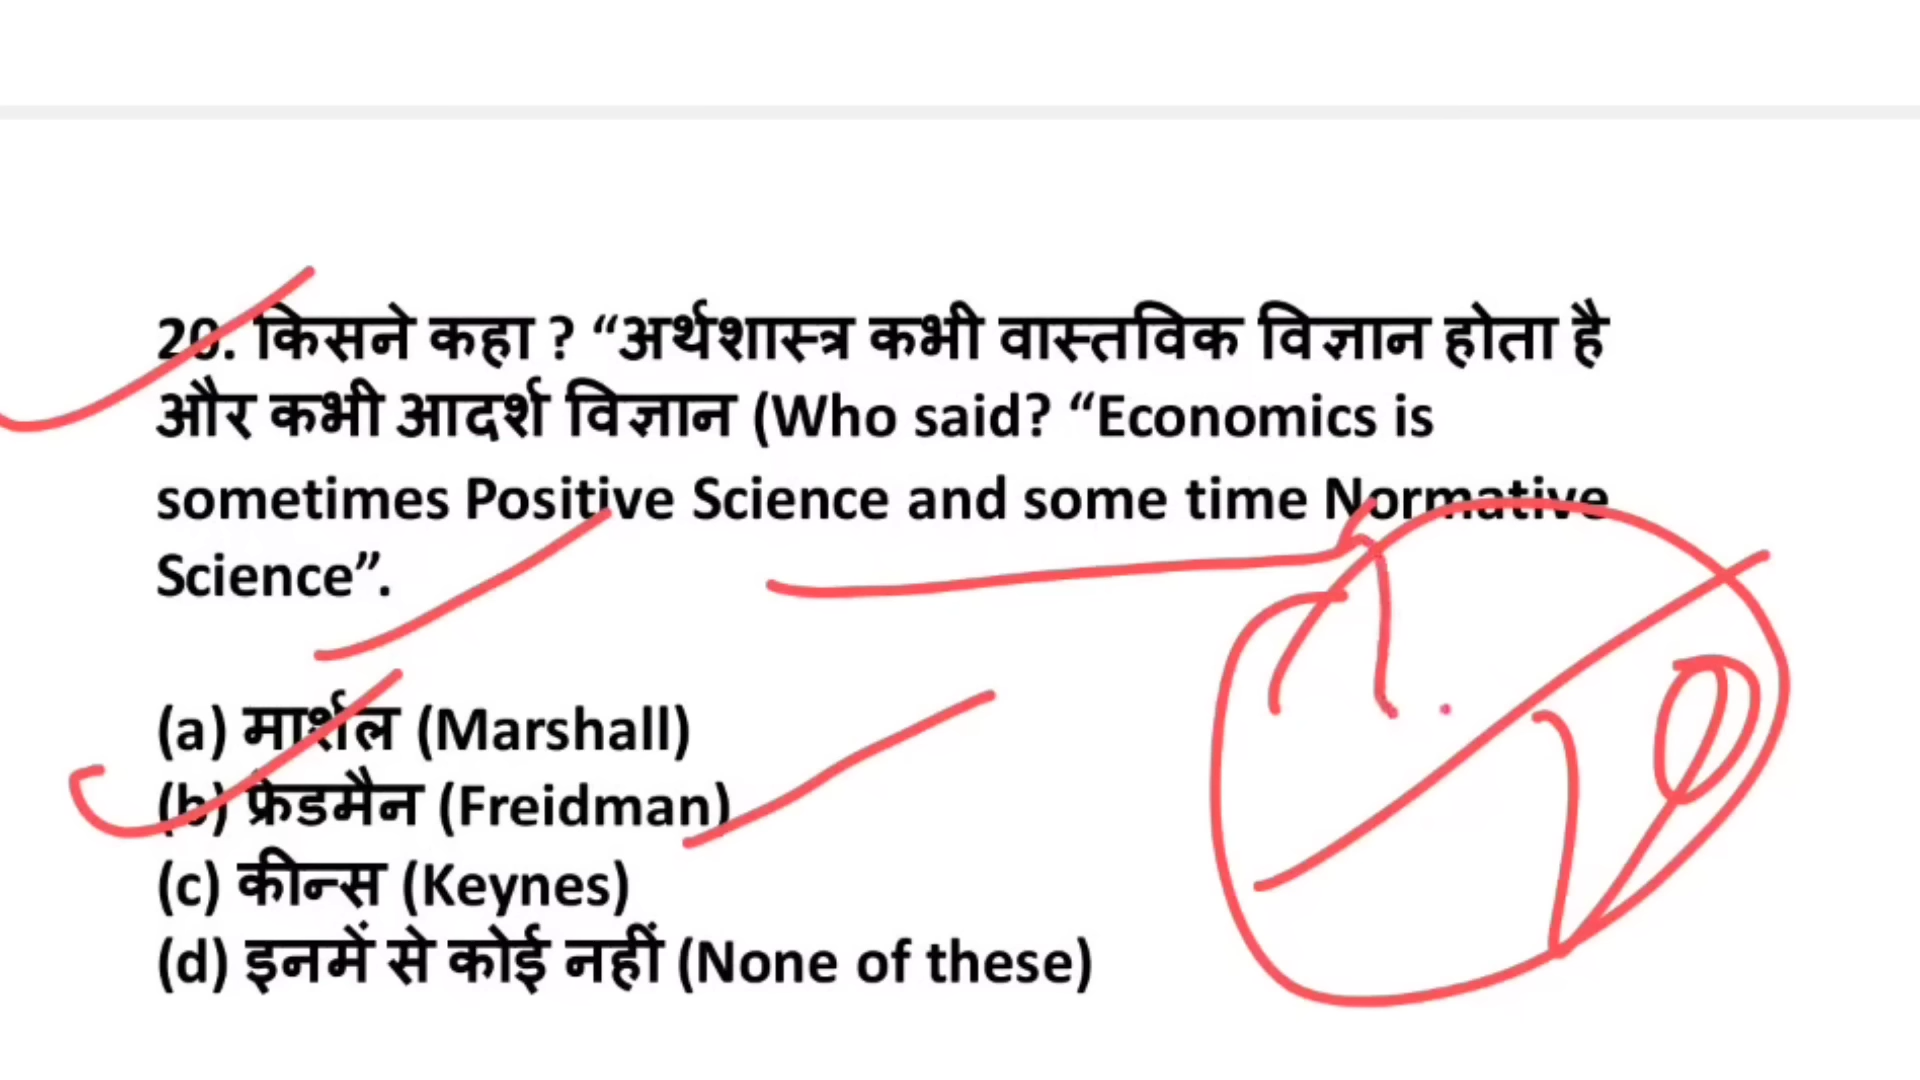 20. किसने कहा ? “अर्थशास्त्र कभी वास्तविक विज्ञान होता है
और कभी आदर्श विज्ञान (Who said? “Economics is
sometimes Positive Science and some time Normative
Science”.
(a) मार्शल (Marshall)
(b) फ्रेडमैन (Freidman)
(c) कीन्स (Keynes)
(d) इनमें से कोई नहीं (None of these)